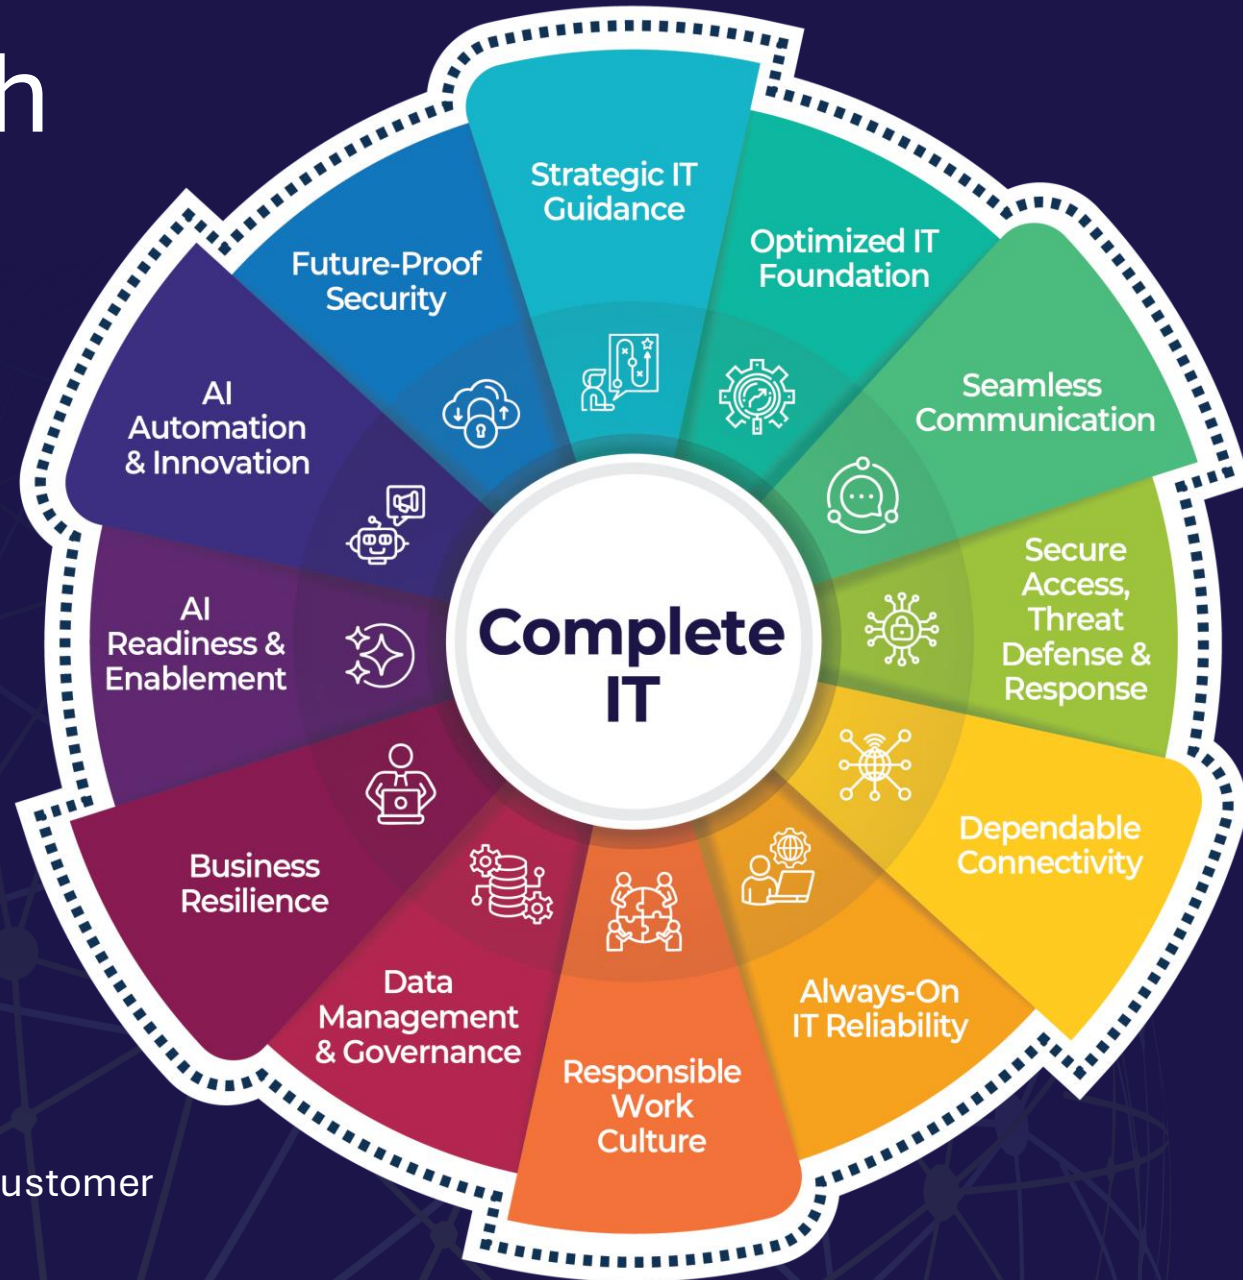 h
Strategic IT
Guidance
Optimized IT
Foundation
Seamless
Communication
Secure
Access,
Threat
Defense &
Response
Dependable
Connectivity
Always-On
IT Reliability
Responsible
Work
Culture
Data
Management
& Governance
Business
Resilience
AI
Readiness &
Enablement
AI
Automation
& Innovation
Future-Proof
Security
Complete
IT
ustomer